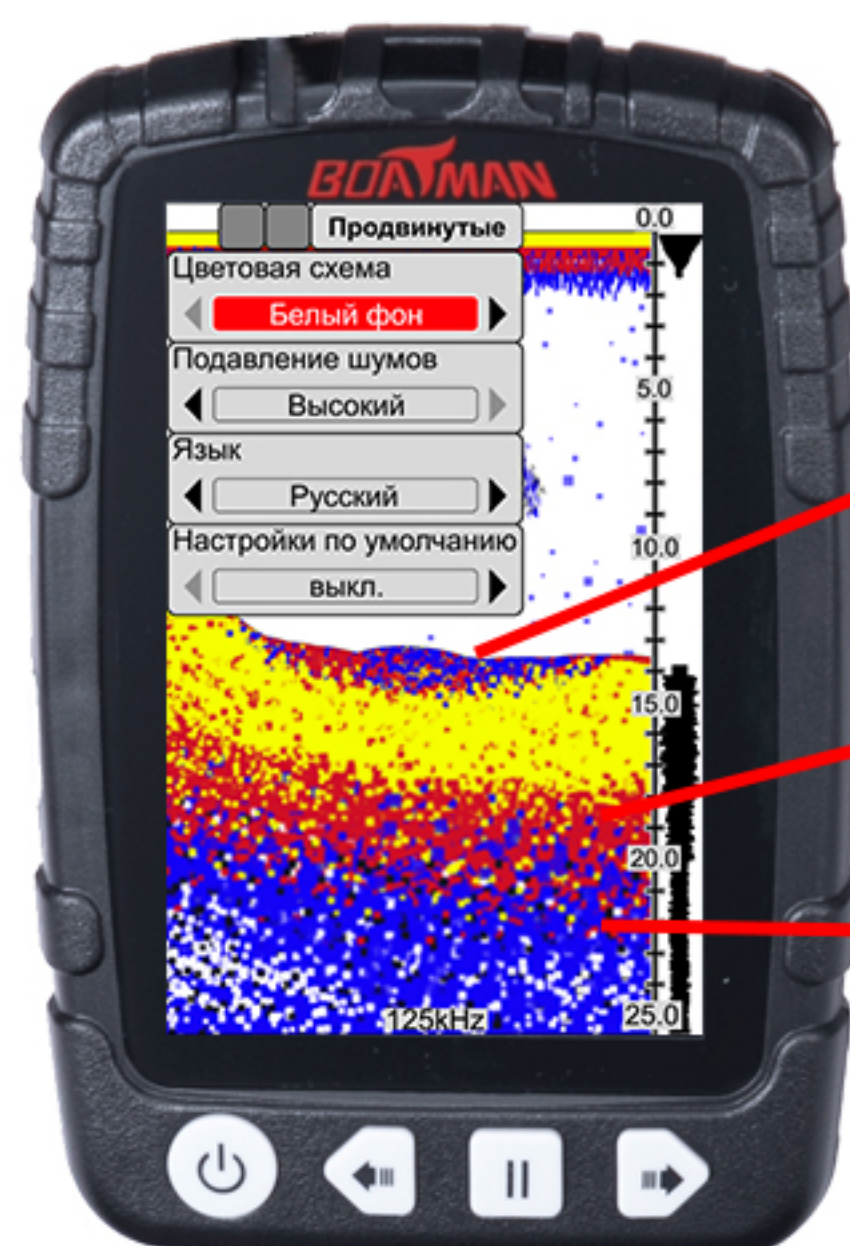 BOATMAN
Продвинутые
0.0
Цветовая схема
Белый фон
Подавление шумов
5.0
Высокий
Язык
Русский
Настройки по умолчанию
10.0
выкл.
15.0
20.0
125kHz
25.0